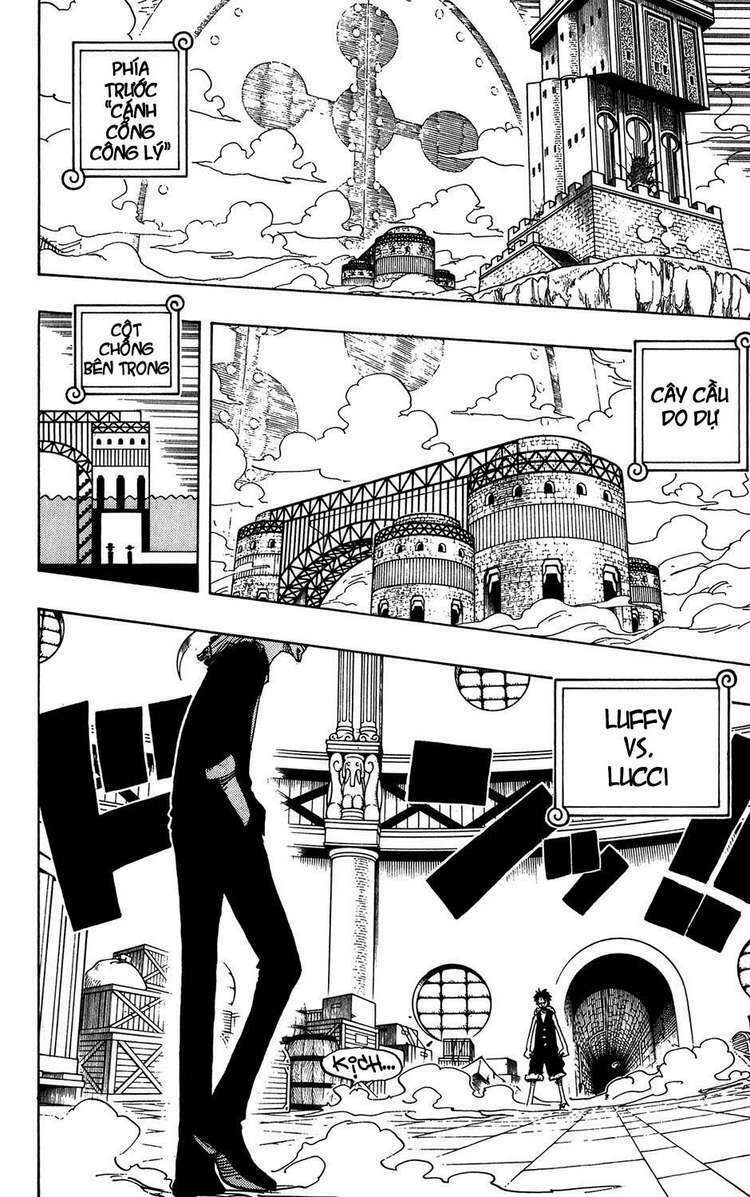 PHÍA
TRƯỚC
"CÁNH
CỔNG
CÔNG LÝ"
CÂY CẦU
DO DỰ
CỘT
CHỐNG
BÊN TRONG
LUFFY
VS.
LUCCI
KỊCH...